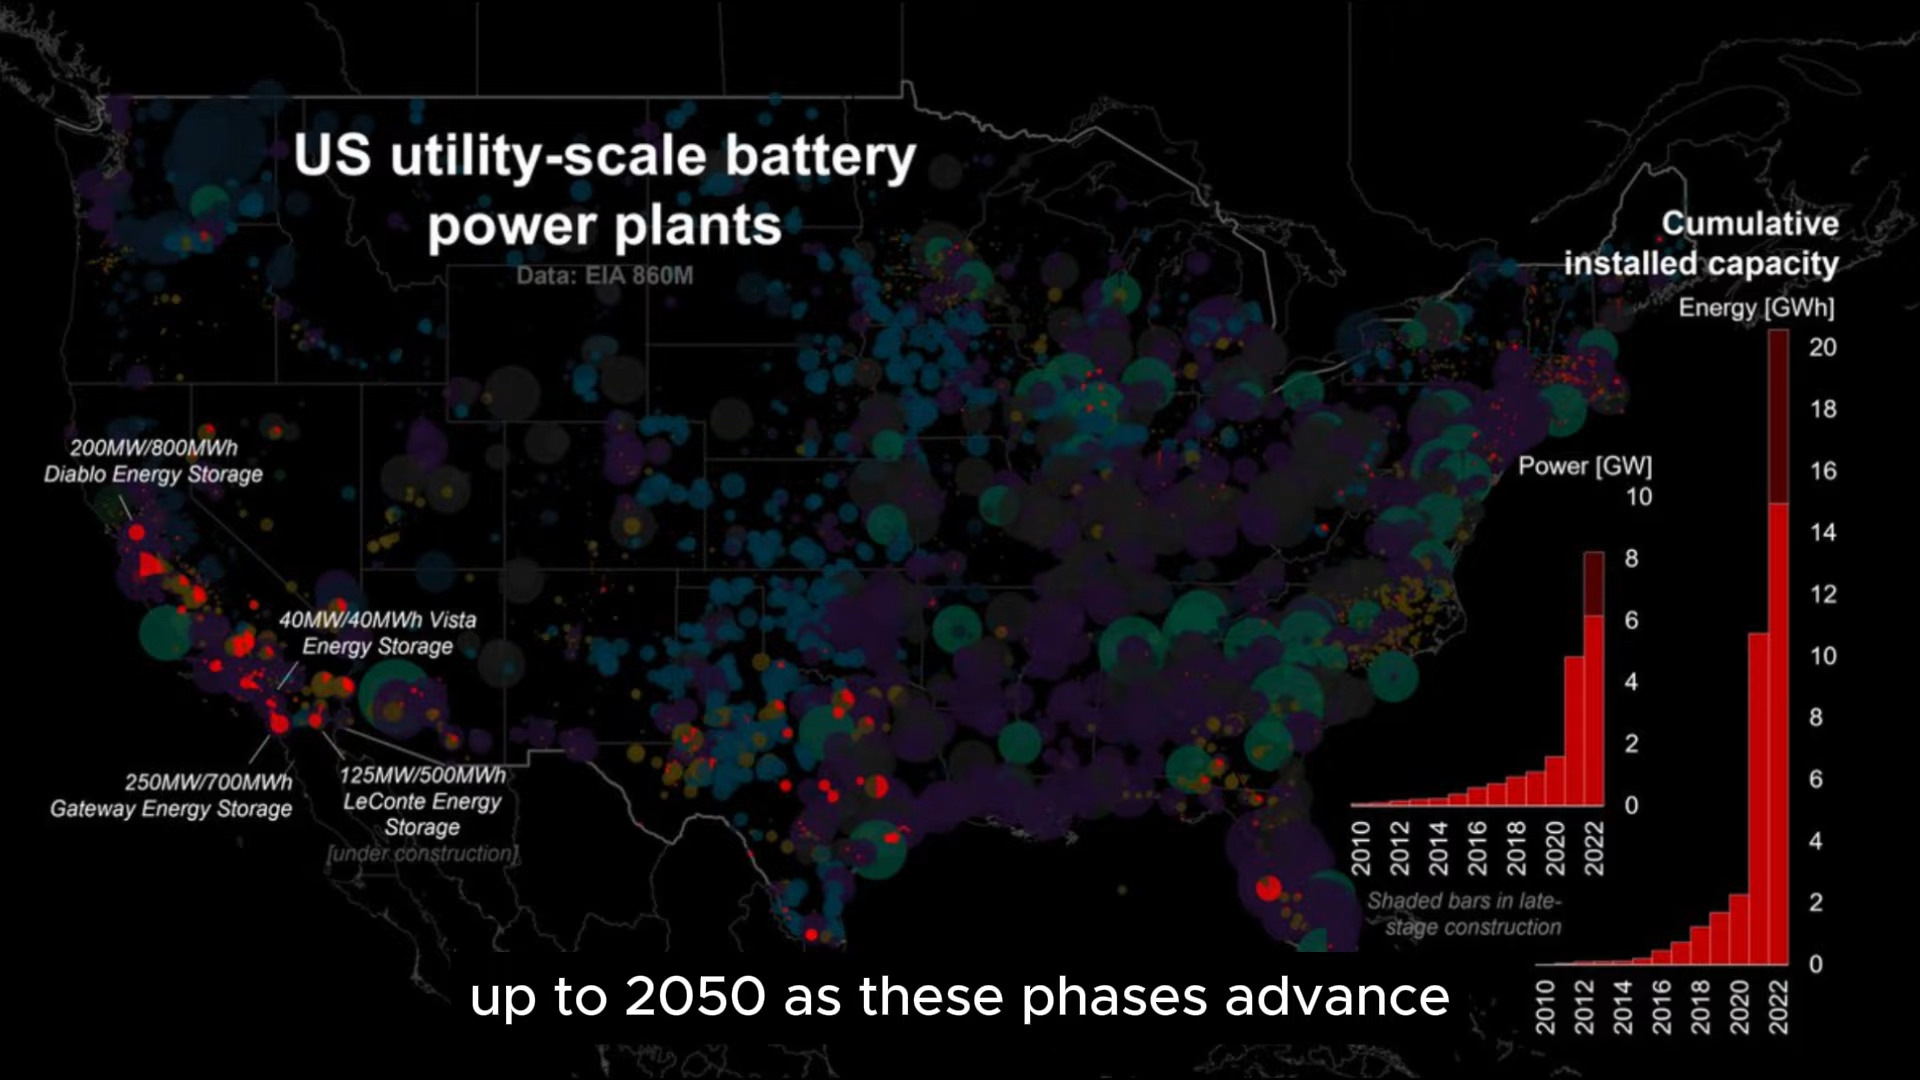 US utility-scale battery
power plants
Data: EIA 860M
Cumulative
installed capacity
Energy [GWh]
20
18
16
14
12
10
8
6
4
2
0
2010
2012
2014
2016
2018
2020
2022
Power [GW]
10
8
6
4
2
0
2010
2012
2014
2016
2018
2020
2022
Shaded bars in late-
stage construction
200MW/800MWh
Diablo Energy Storage
40MW/40MWh Vista
Energy Storage
250MW/700MWh
Gateway Energy Storage
125MW/500MWh
LeConte Energy
Storage
[under construction]
up to 2050 as these phases advance